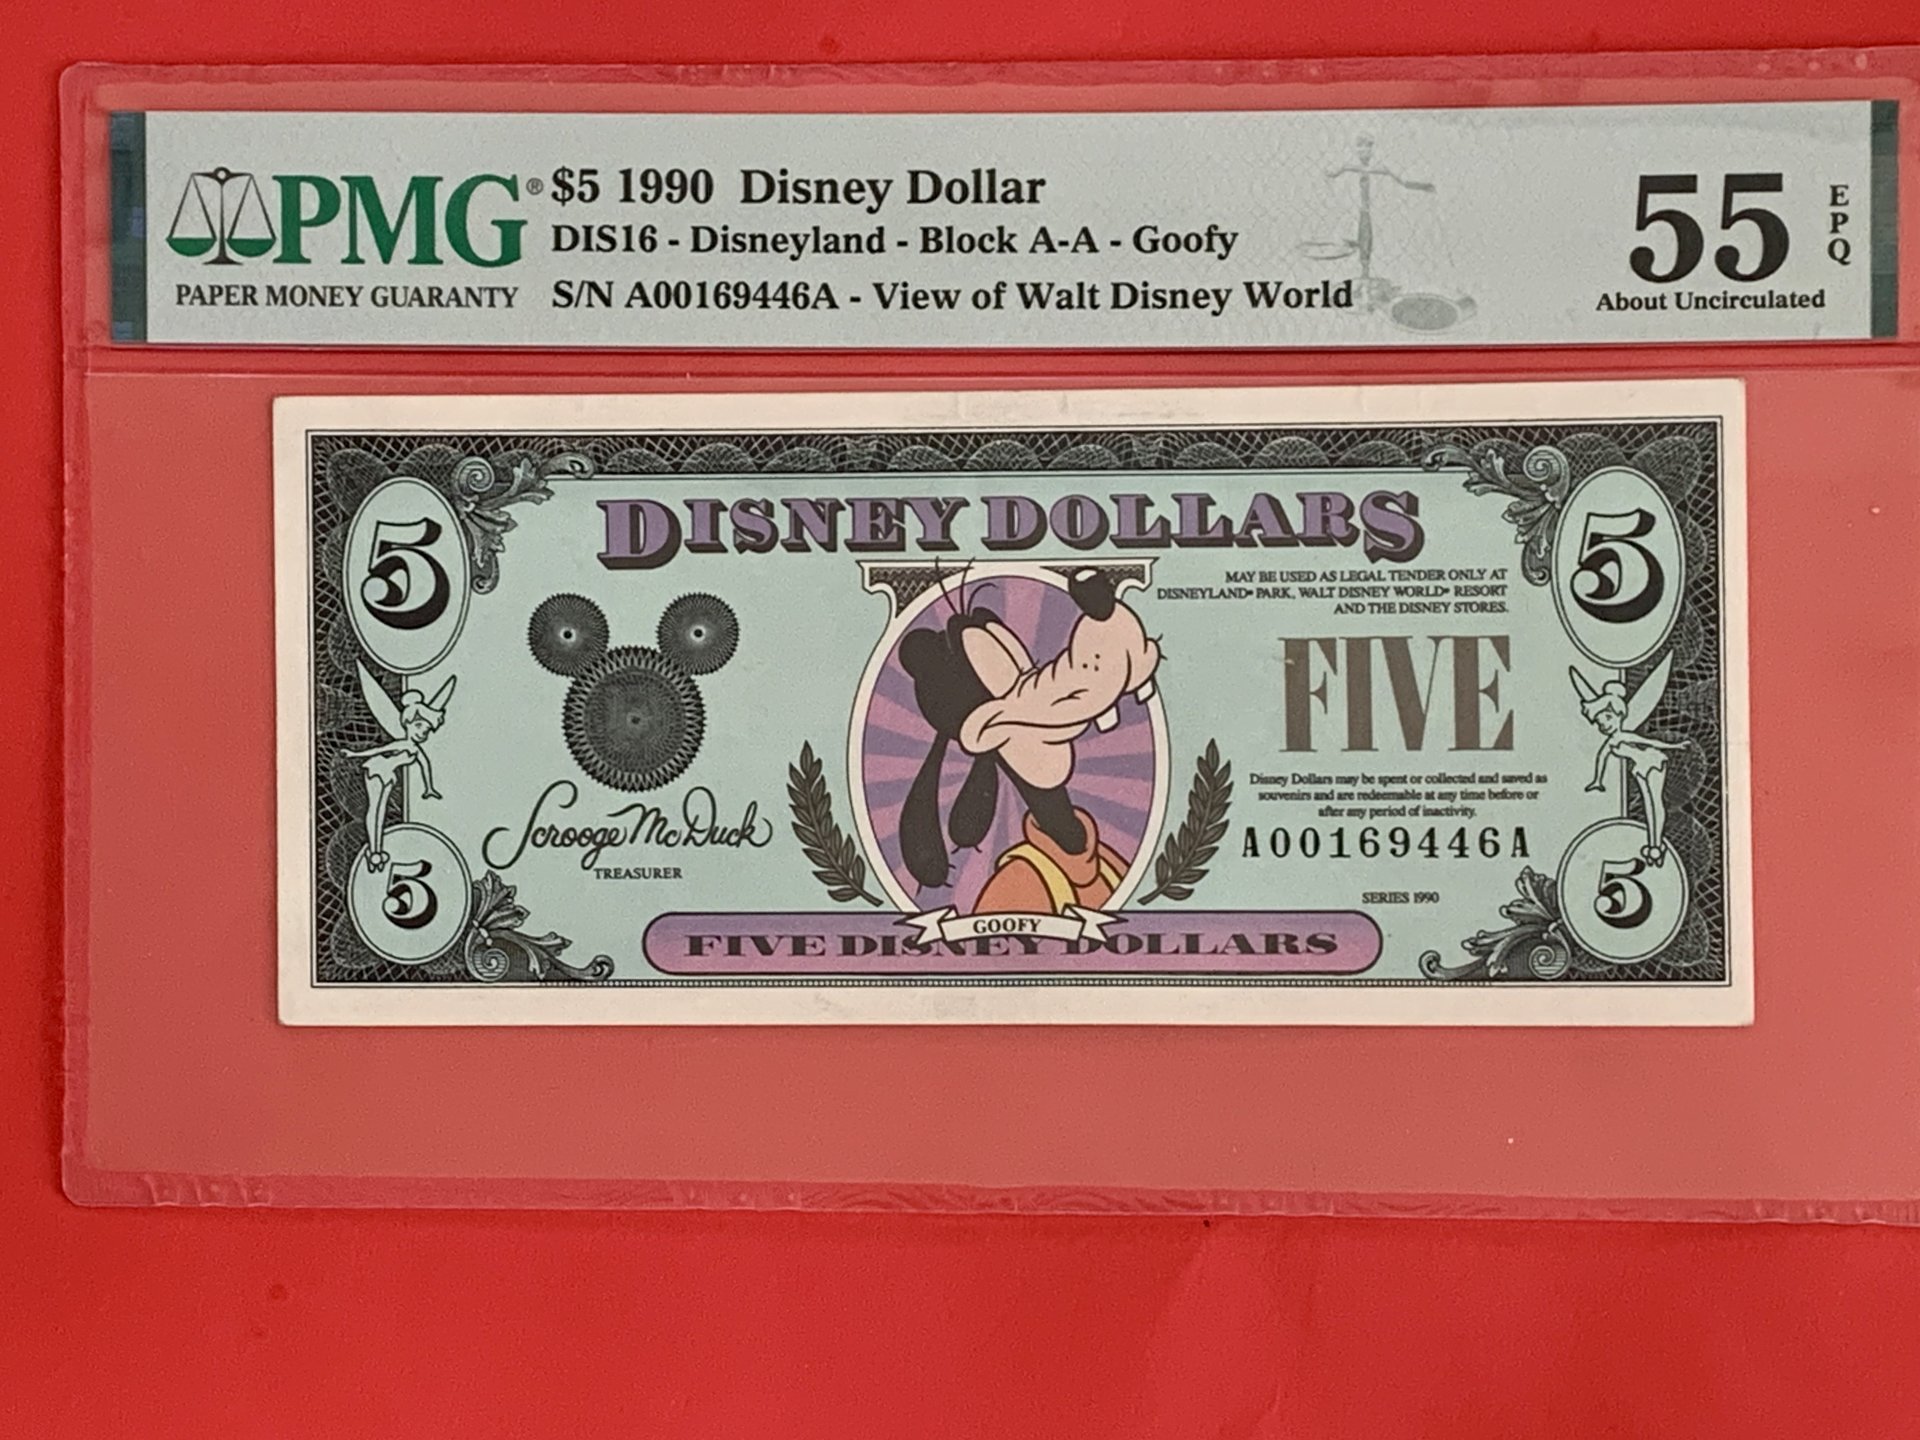 PMG®
PAPER MONEY GUARANTY
$5 1990 Disney Dollar
DIS16 - Disneyland - Block A-A - Goofy
S/N A00169446A - View of Walt Disney World
55
EPQ
About Uncirculated
5
DISNEY DOLLARS
5
MAY BE USED AS LEGAL TENDER ONLY AT
DISNEYLAND® PARK, WALT DISNEY WORLD® RESORT
AND THE DISNEY STORES.
FIVE
Disney Dollars may be spent or collected and saved as
souvenirs and are redeemable at any time before or
after any period of inactivity.
Scrooge McDuck
TREASURER
A00169446A
5
SERIES 1990
5
GOOFY
FIVE DISNEY DOLLARS